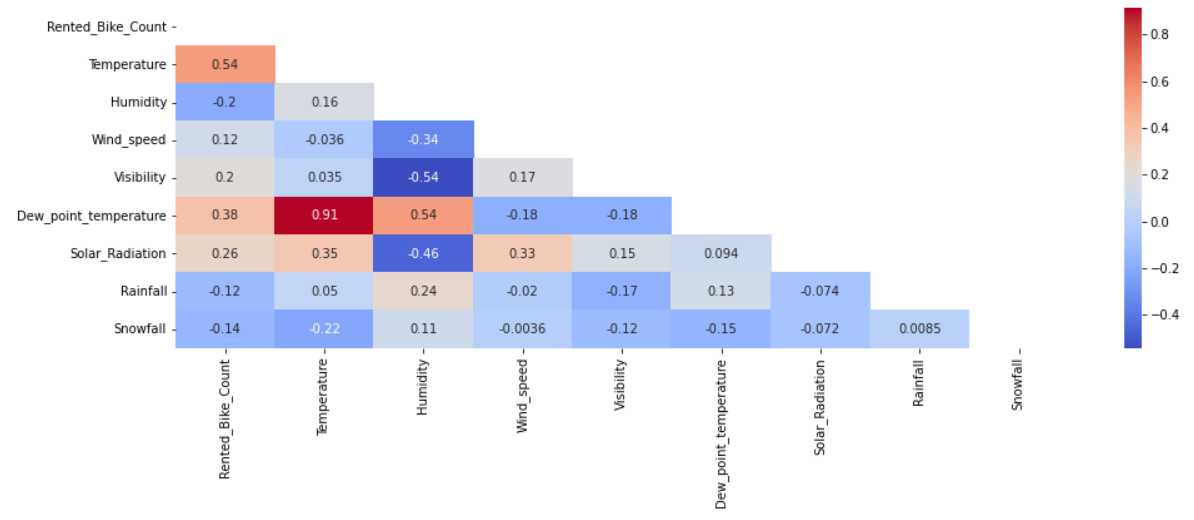 Rented_Bike_Count
Temperature 0.54
Humidity -0.2 0.16
Wind_speed 0.12 -0.036 -0.34
Visibility 0.2 0.035 -0.54 0.17
Dew_point_temperature 0.38 0.91 0.54 -0.18 -0.18
Solar_Radiation 0.26 0.35 -0.46 0.33 0.15 0.094
Rainfall -0.12 0.05 0.24 -0.02 -0.17 0.13 -0.074
Snowfall -0.14 -0.22 0.11 -0.0036 -0.12 -0.15 -0.072 0.0085
Rented_Bike_Count
Temperature
Humidity
Wind_speed
Visibility
Dew_point_temperature
Solar_Radiation
Rainfall
Snowfall
0.8
0.6
0.4
0.2
0.0
−0.2
−0.4